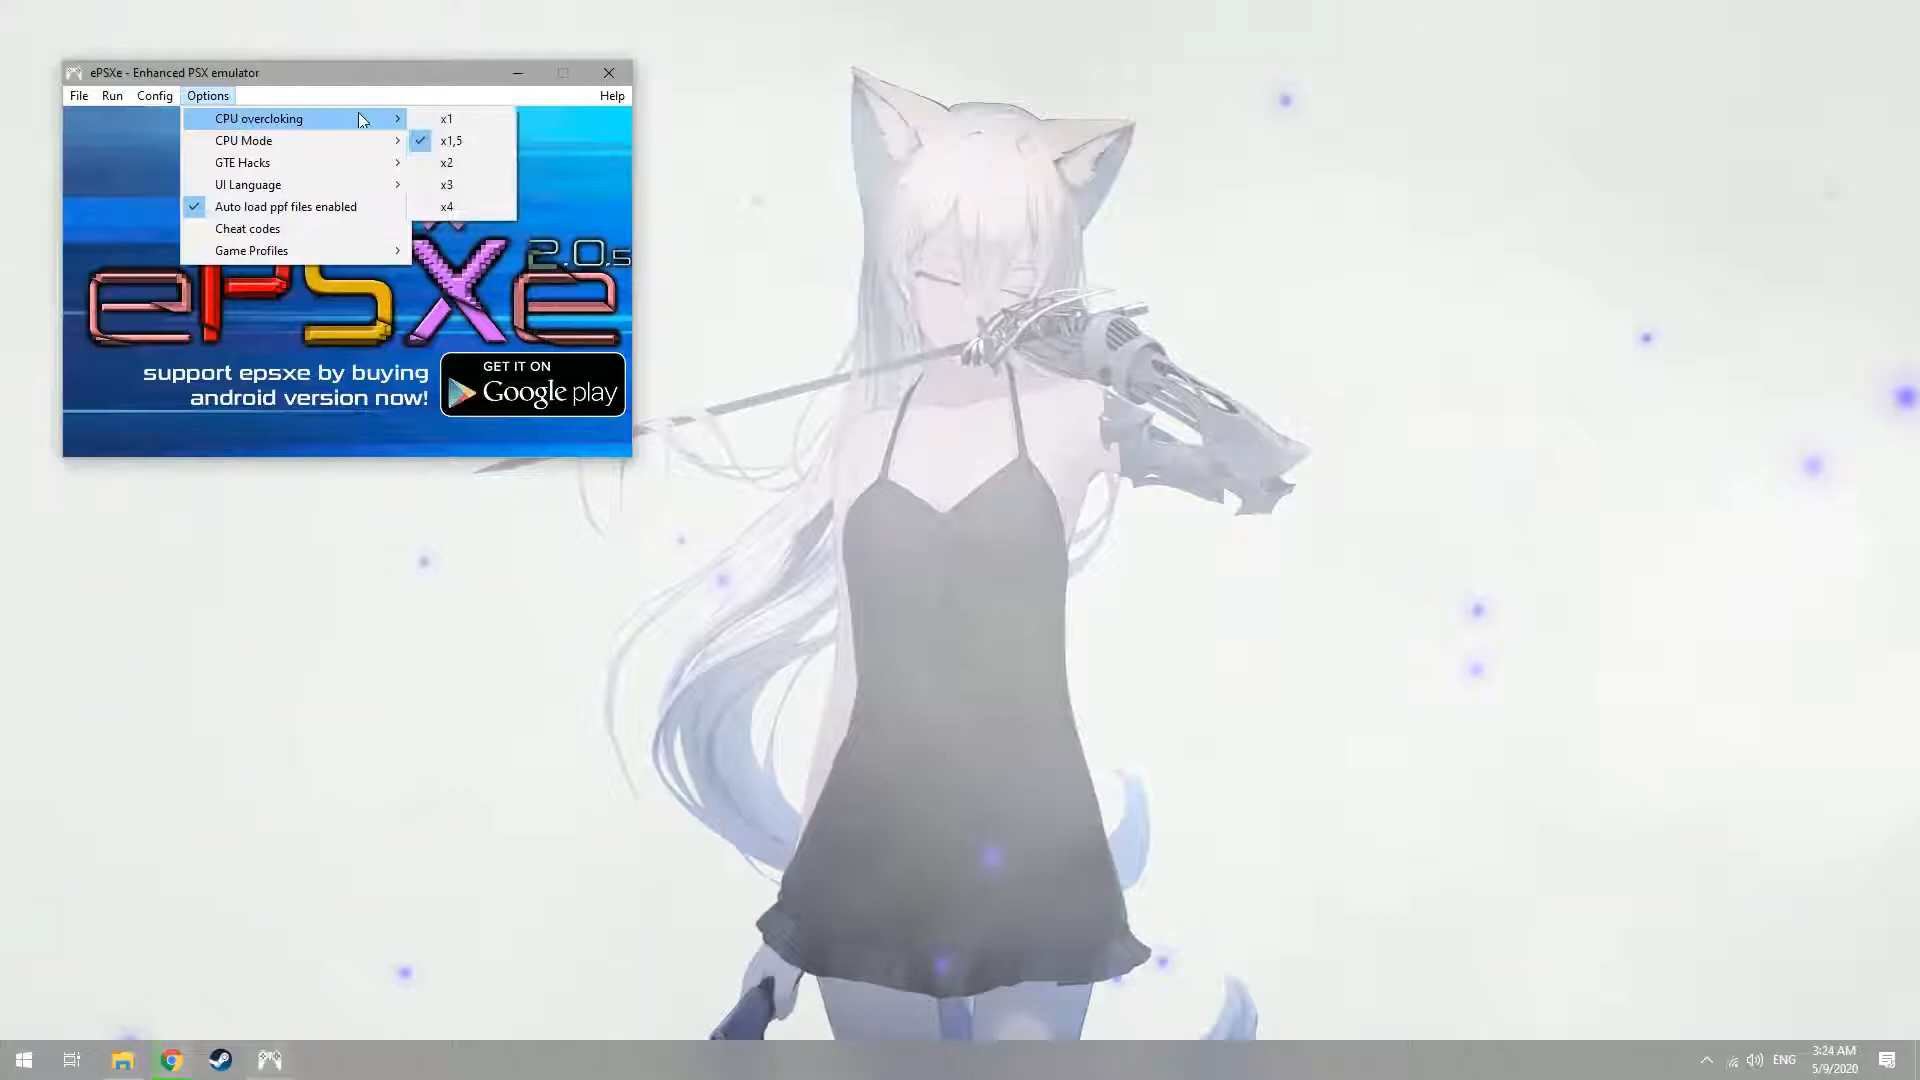 ePSXe - Enhanced PSX emulator
File Run Config Options Help
CPU overcloking
CPU Mode
GTE Hacks
UI Language
Auto load ppf files enabled
Cheat codes
Game Profiles
x1
x1,5
x2
x3
x4
2.0.5
ePSXe
support epsxe by buying
android version now!
GET IT ON
Google play
ENG
3:24 AM
5/9/2020